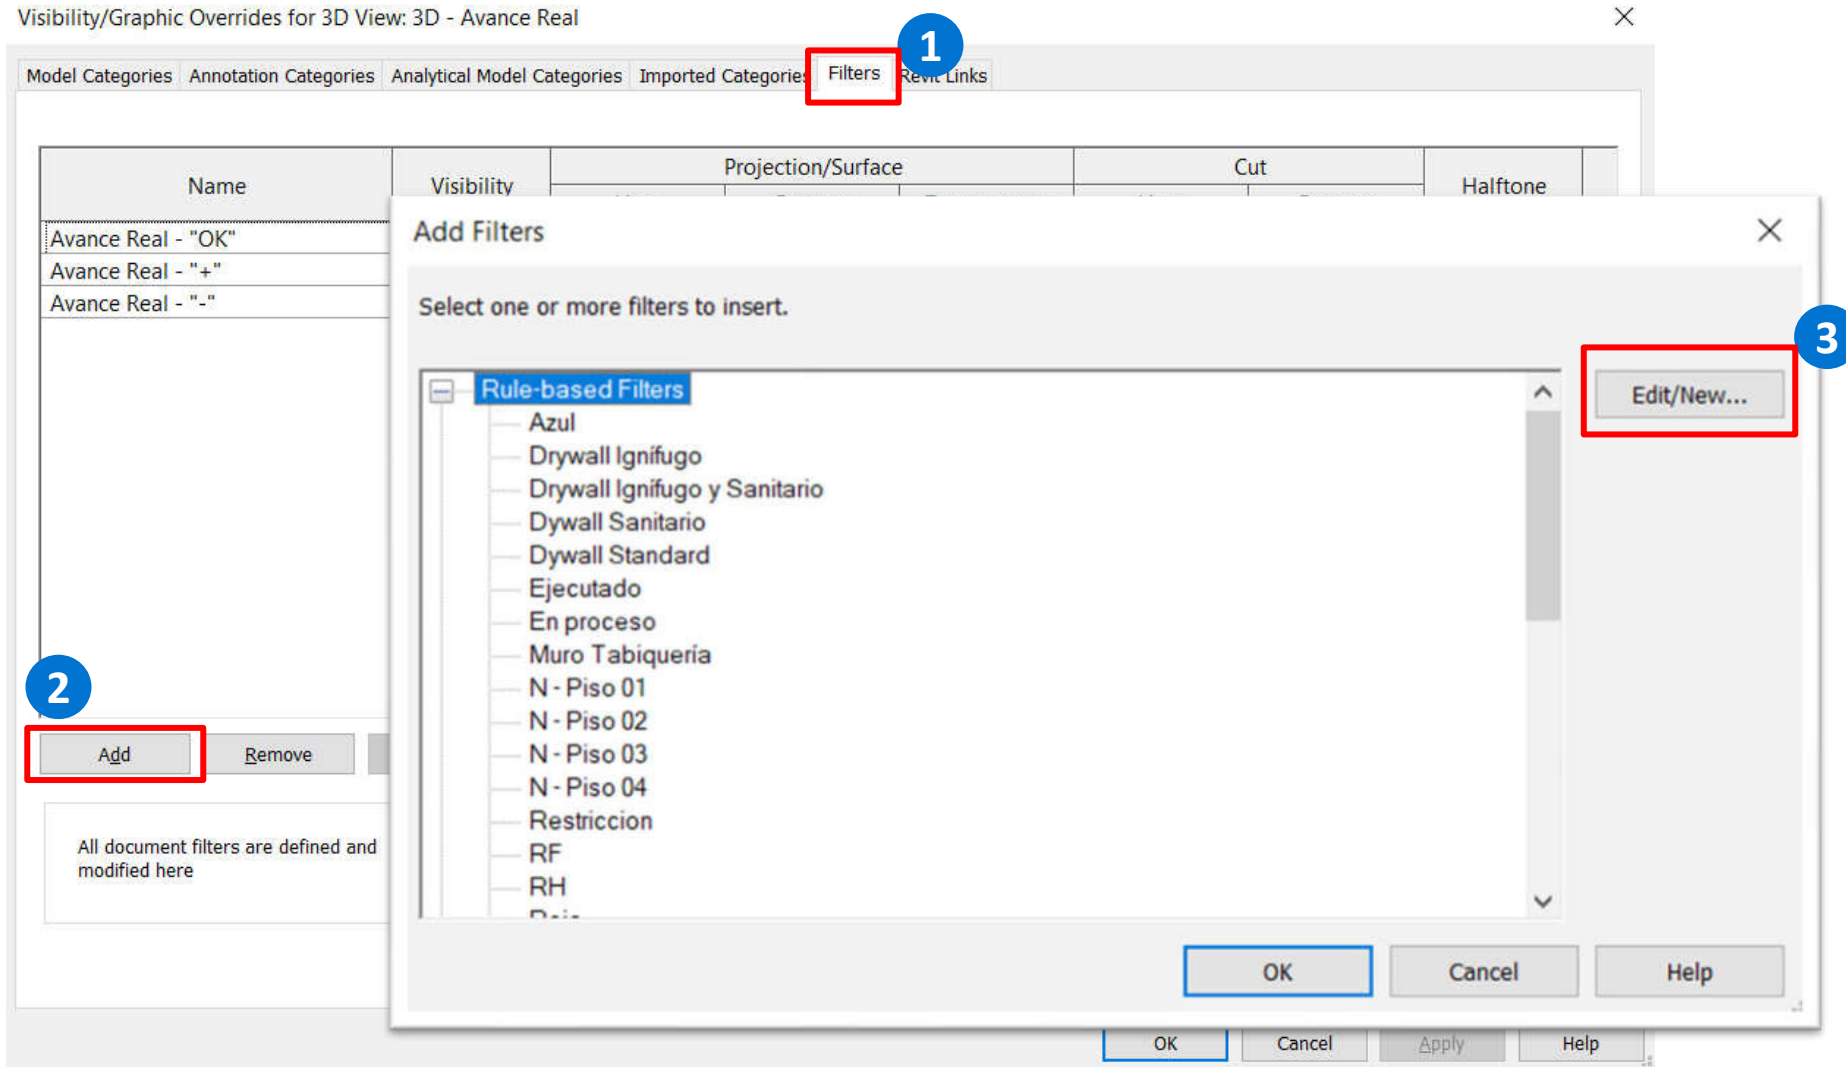 Visibility/Graphic Overrides for 3D View: 3D - Avance Real
1
Model Categories Annotation Categories Analytical Model Categories Imported Categories Filters Revit Links
Projection/Surface Cut
Name Visibility Halftone
Avance Real - "OK"
Avance Real - "+"
Avance Real - "-"
Add Filters
Select one or more filters to insert.
3
Rule-based Filters
Edit/New...
Azul
Drywall Ignífugo
Drywall Ignífugo y Sanitario
Dywall Sanitario
Dywall Standard
Ejecutado
En proceso
Muro Tabiquería
N - Piso 01
N - Piso 02
N - Piso 03
N - Piso 04
Restriccion
RF
RH
2
Add Remove
All document filters are defined and
modified here
OK Cancel Help
OK Cancel Apply Help